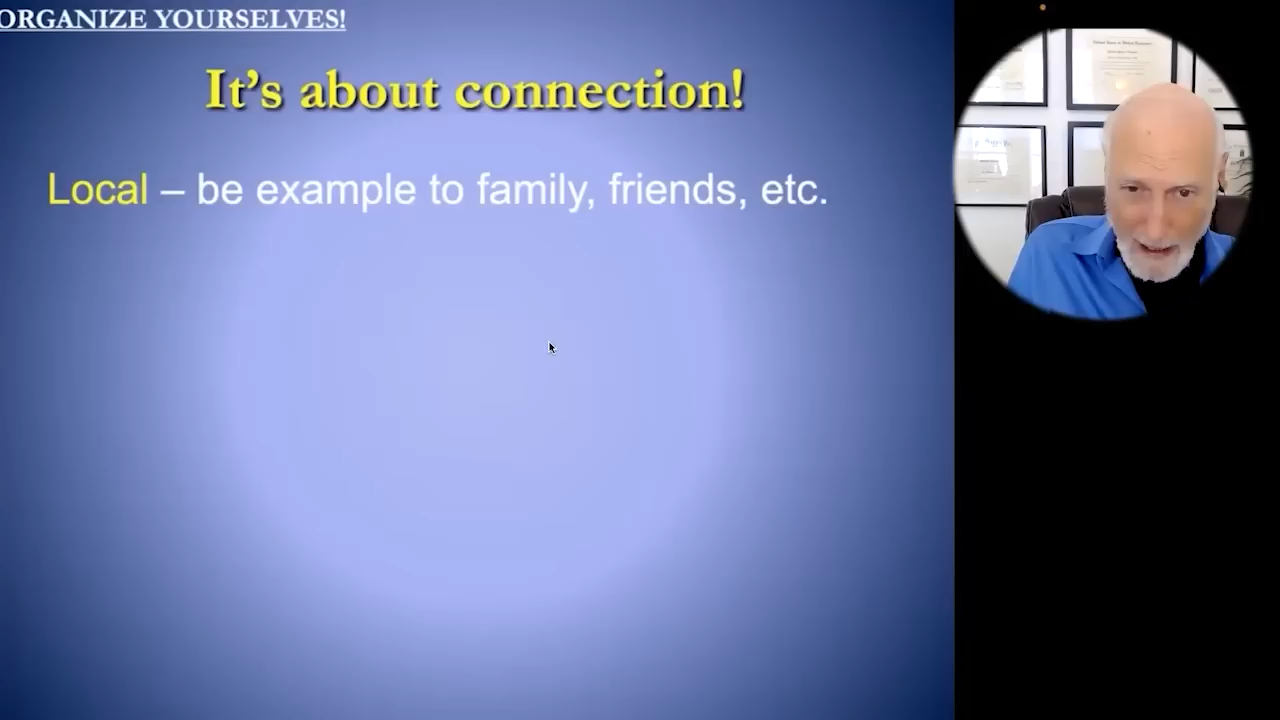 ORGANIZE YOURSELVES!
It's about connection!
Local – be example to family, friends, etc.